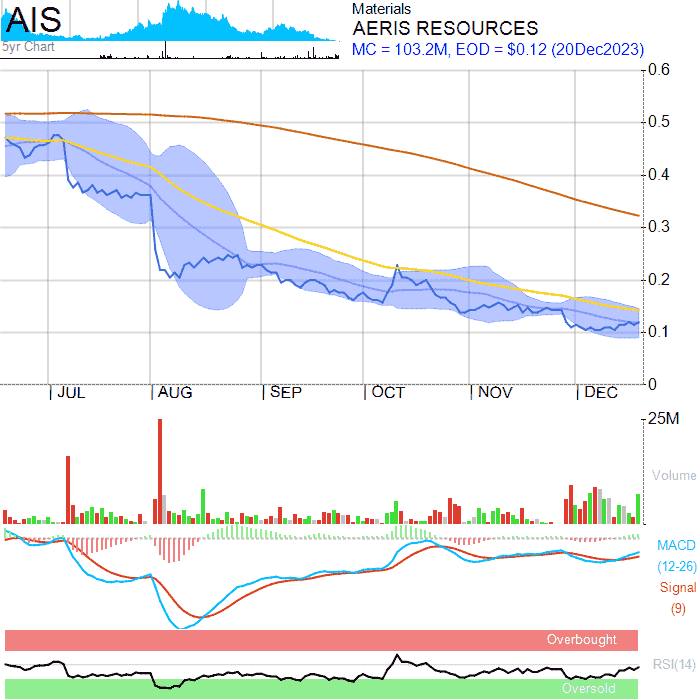 AIS
5yr Chart
Materials
AERIS RESOURCES
MC = 103.2M, EOD = $0.12 (20Dec2023)
0.6
0.5
0.4
0.3
0.2
0.1
0
JUL AUG SEP OCT NOV DEC
25M
Volume
MACD
(12-26)
Signal
(9)
Overbought
RSI(14)
Oversold